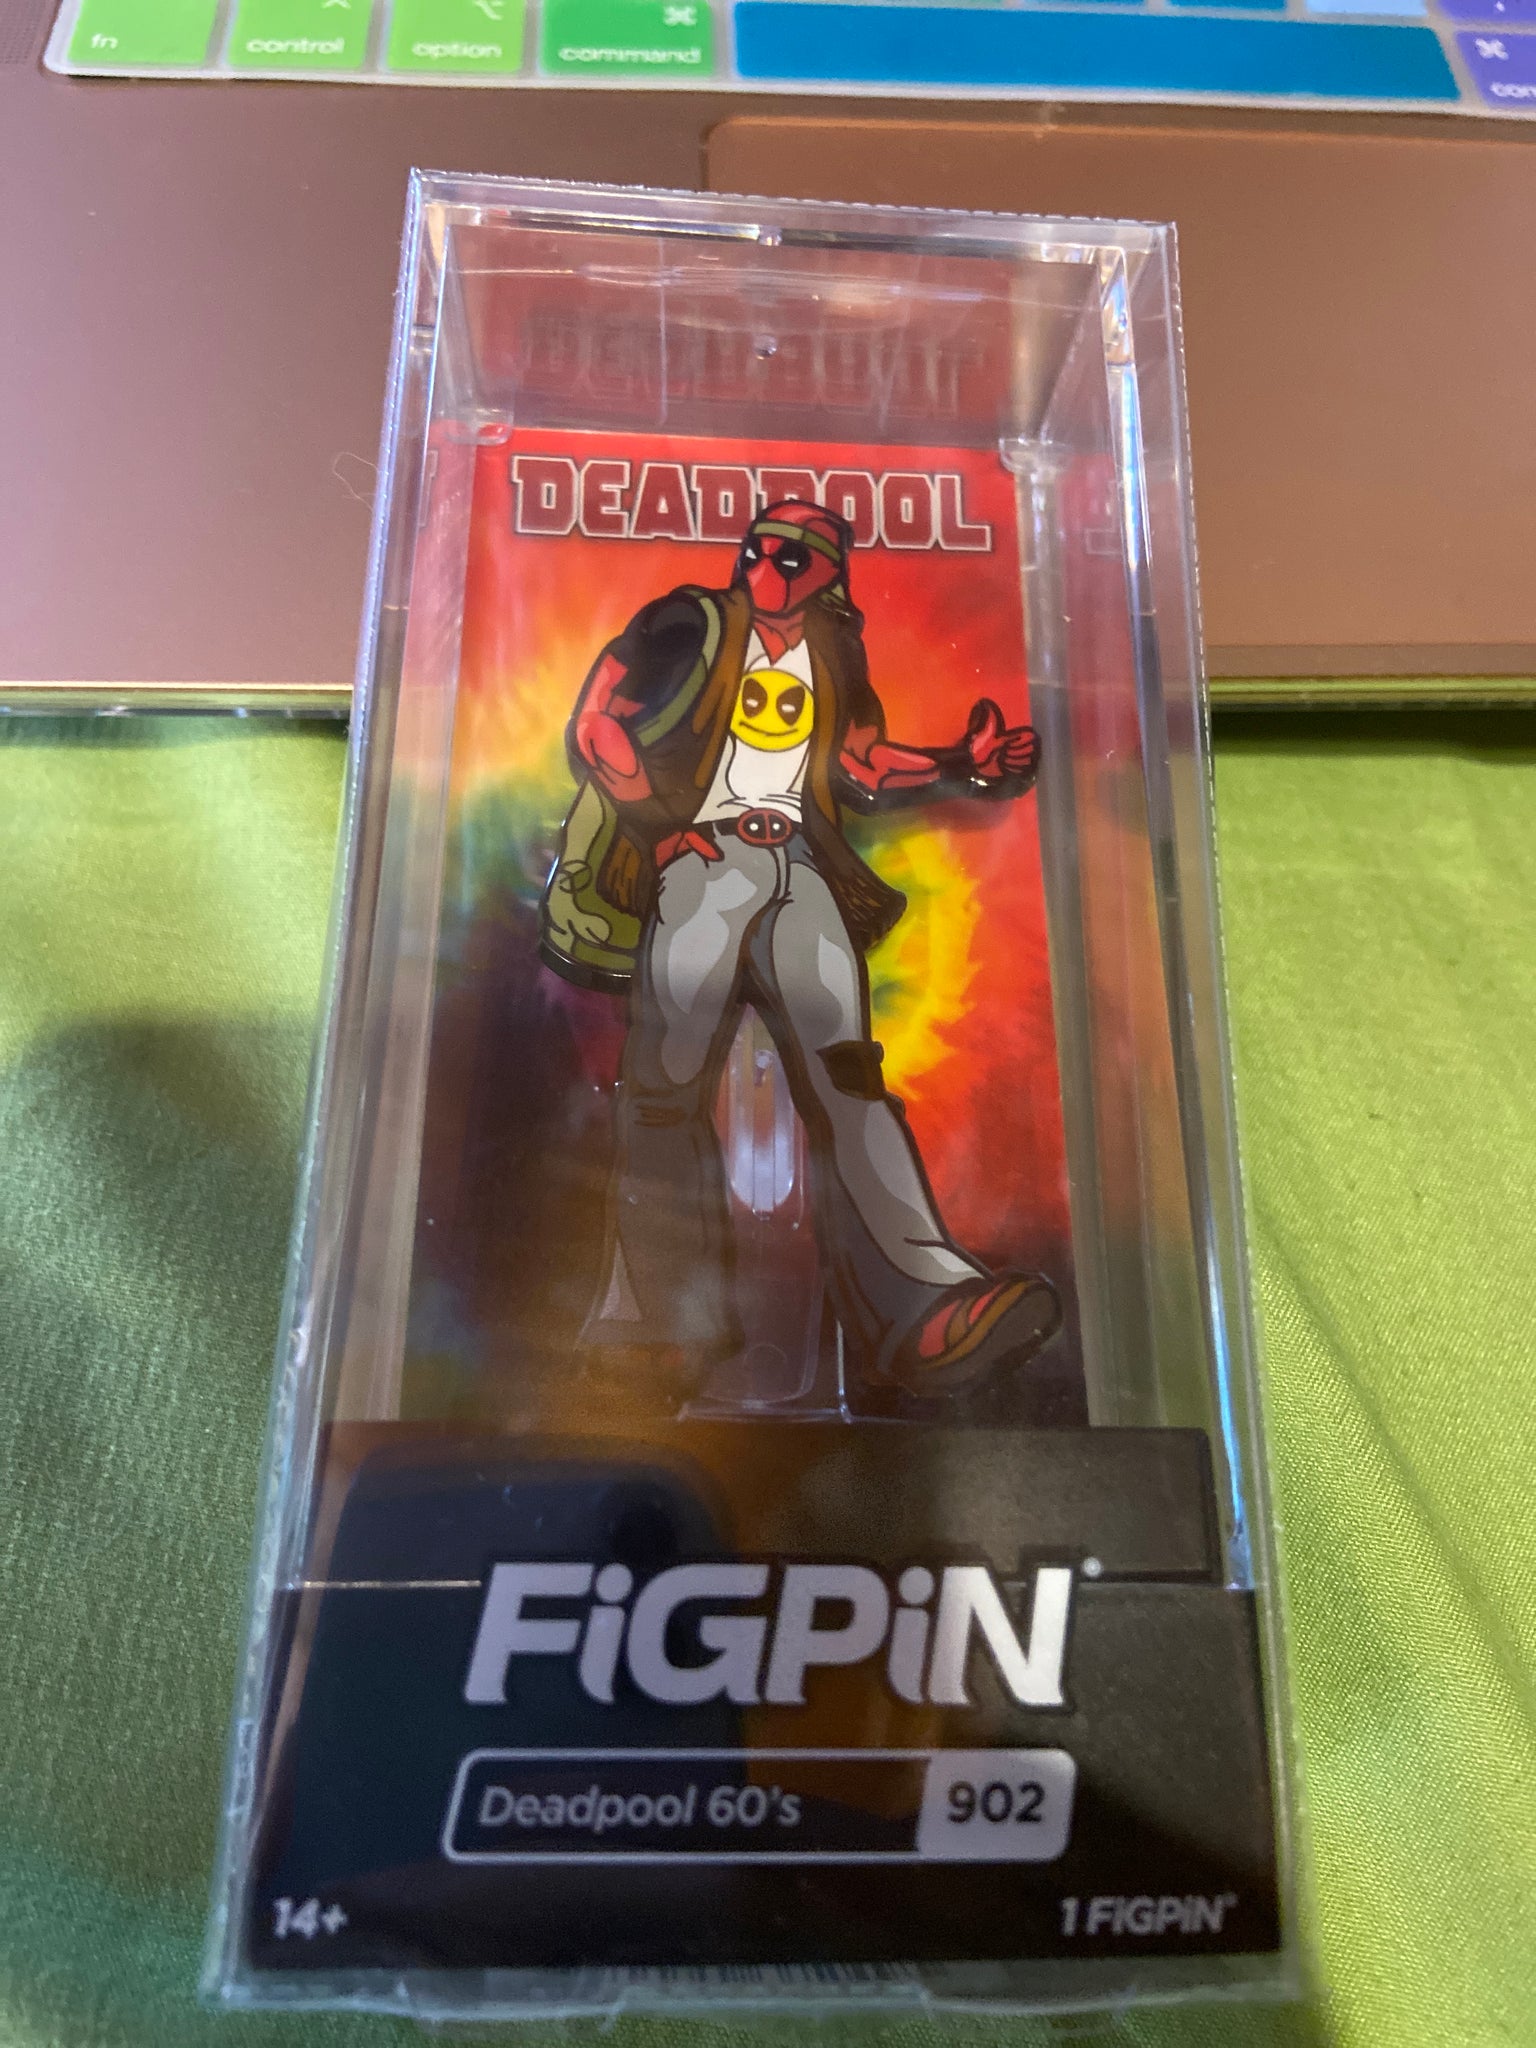 fn
control
option
⌘
command
⌘
DEADPOOL
FiGPiN®
Deadpool 60's 902
14+
1 FiGPiN